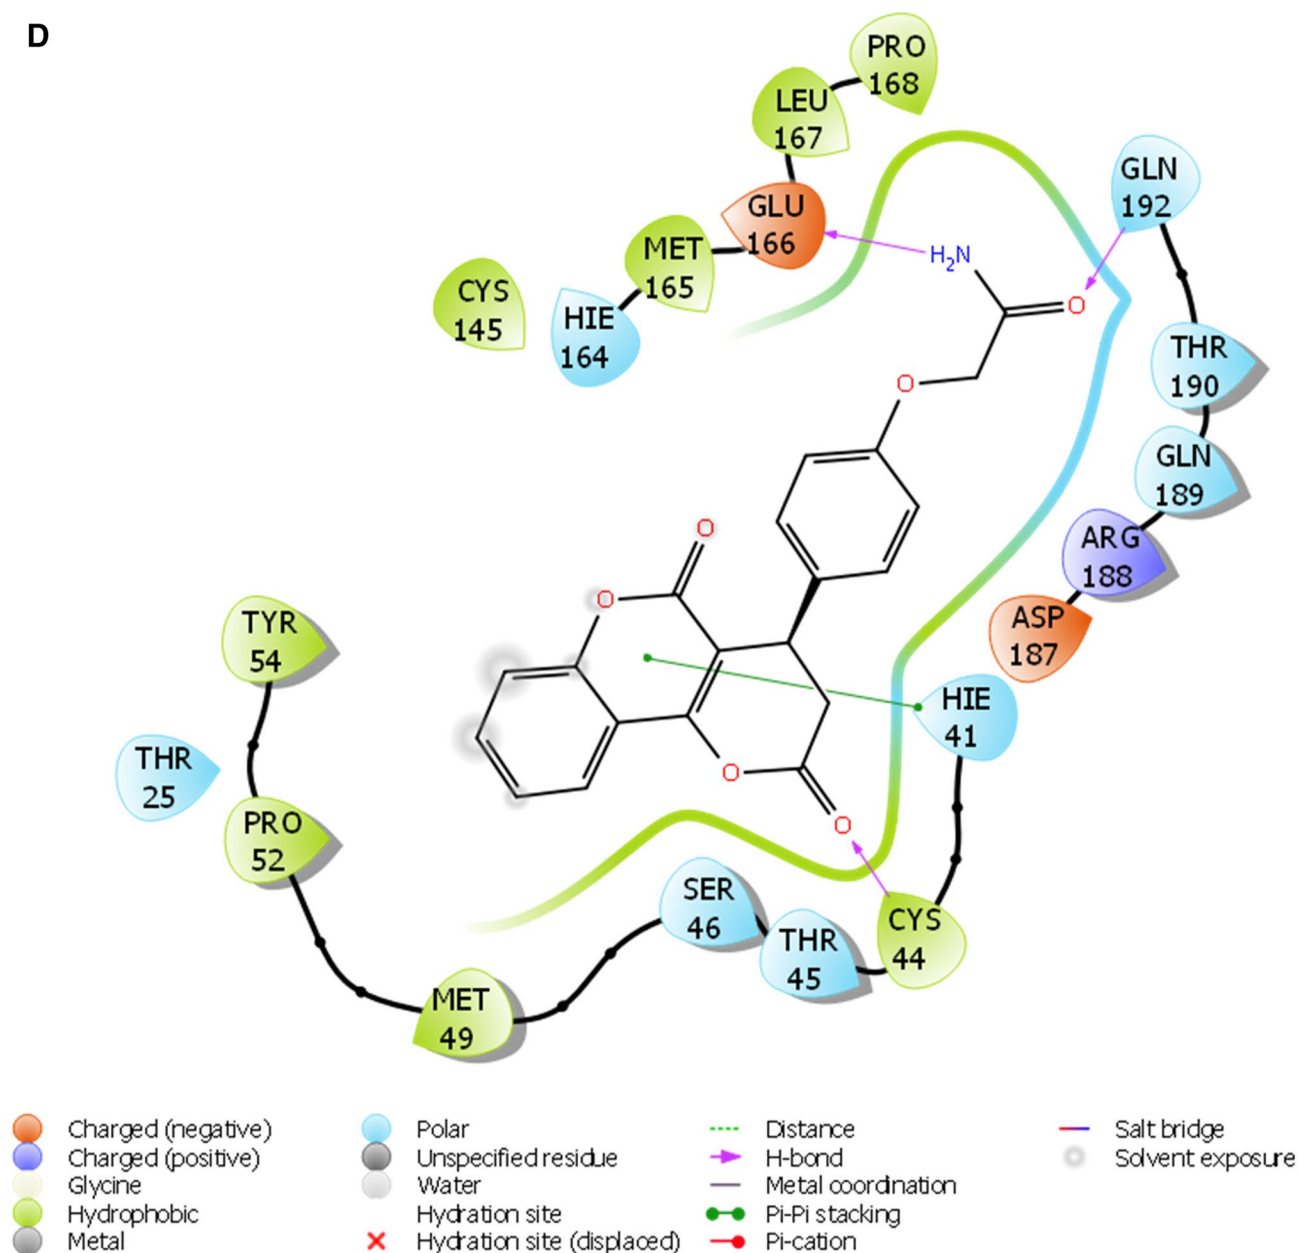 D
PRO
168
LEU
167
GLN
192
GLU
166
H₂N
MET
165
CYS
145
O
HIE
164
THR
190
O
GLN
189
O
ARG
188
O
TYR
54
ASP
187
HIE
41
THR
25
O
PRO
52
O
SER
46
CYS
44
THR
45
MET
49
Charged (negative)
Charged (positive)
Glycine
Hydrophobic
Metal
Polar
Unspecified residue
Water
Hydration site
Hydration site (displaced)
Distance
H-bond
Metal coordination
Pi-Pi stacking
Pi-cation
Salt bridge
Solvent exposure